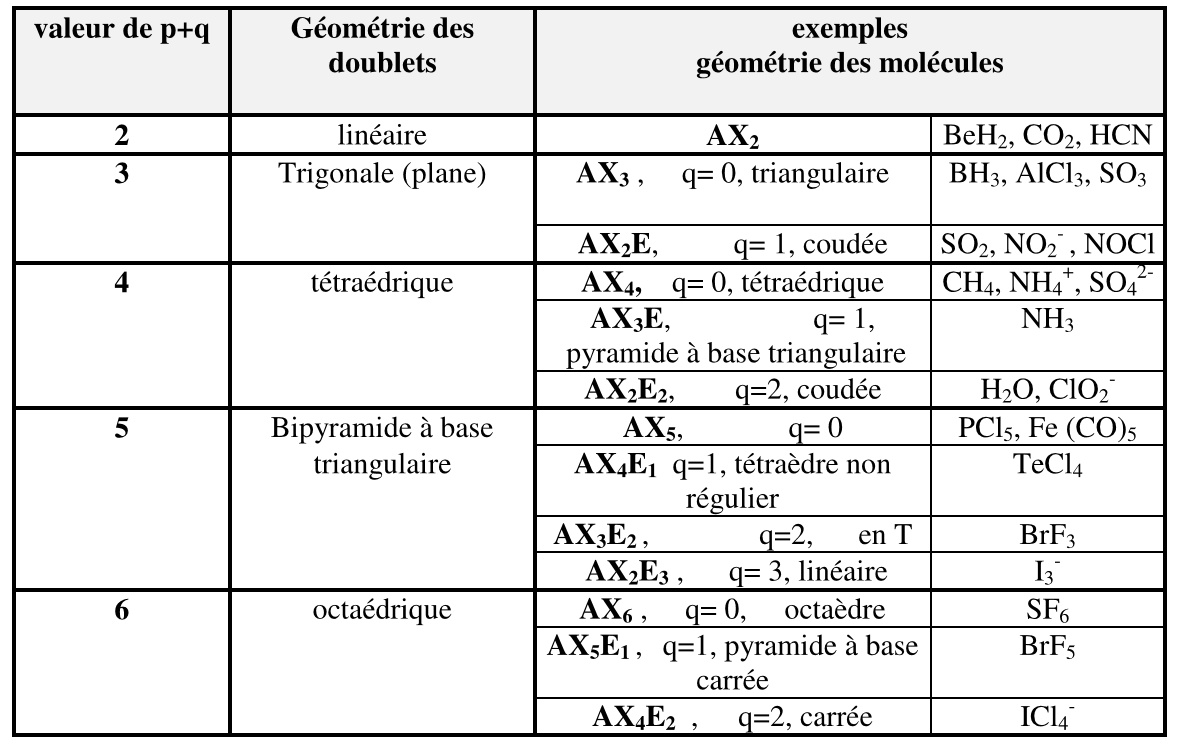 valeur de p+q
Géométrie des
doublets
exemples
géométrie des molécules
2
linéaire
AX₂
BeH₂, CO₂, HCN
3
Trigonale (plane)
AX₃ , q= 0, triangulaire
BH₃, AlCl₃, SO₃
AX₂E, q= 1, coudée
SO₂, NO₂⁻ , NOCl
4
tétraédrique
AX₄, q= 0, tétraédrique
CH₄, NH₄⁺, SO₄²⁻
AX₃E, q= 1,
pyramide à base triangulaire
NH₃
AX₂E₂, q=2, coudée
H₂O, ClO₂⁻
5
Bipyramide à base
triangulaire
AX₅, q= 0
PCl₅, Fe (CO)₅
AX₄E₁ q=1, tétraèdre non
régulier
TeCl₄
AX₃E₂ , q=2, en T
BrF₃
AX₂E₃ , q= 3, linéaire
I₃⁻
6
octaédrique
AX₆ , q= 0, octaèdre
SF₆
AX₅E₁ , q=1, pyramide à base
carrée
BrF₅
AX₄E₂ , q=2, carrée
ICl₄⁻